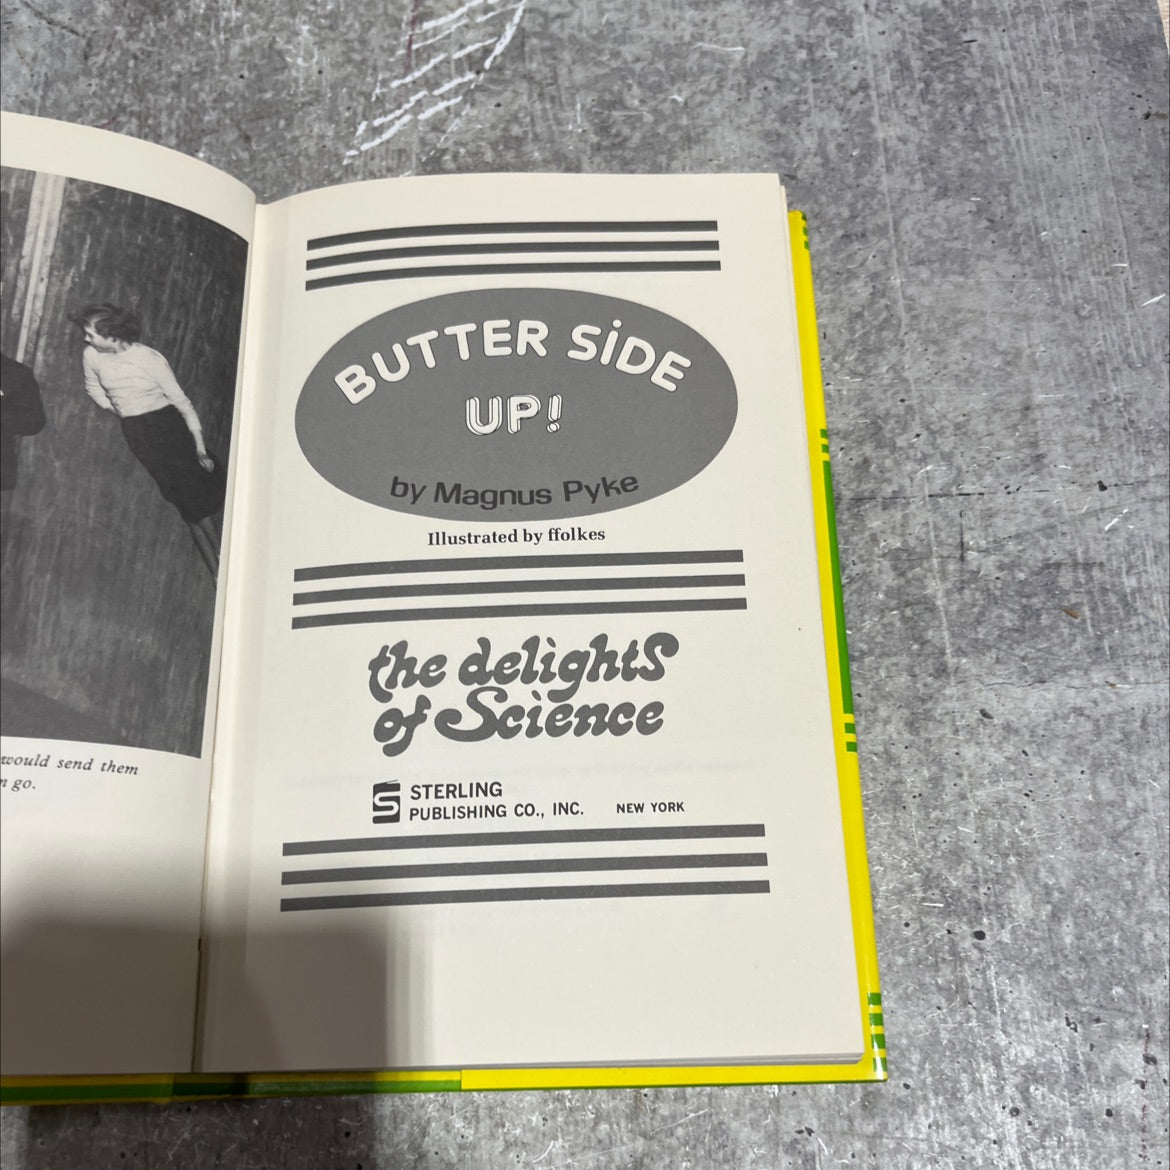 would send them
go.
BUTTER SiDE
UP!
by Magnus Pyke
Illustrated by ffolkes
the delights
of Science
S STERLING
PUBLISHING CO., INC. NEW YORK